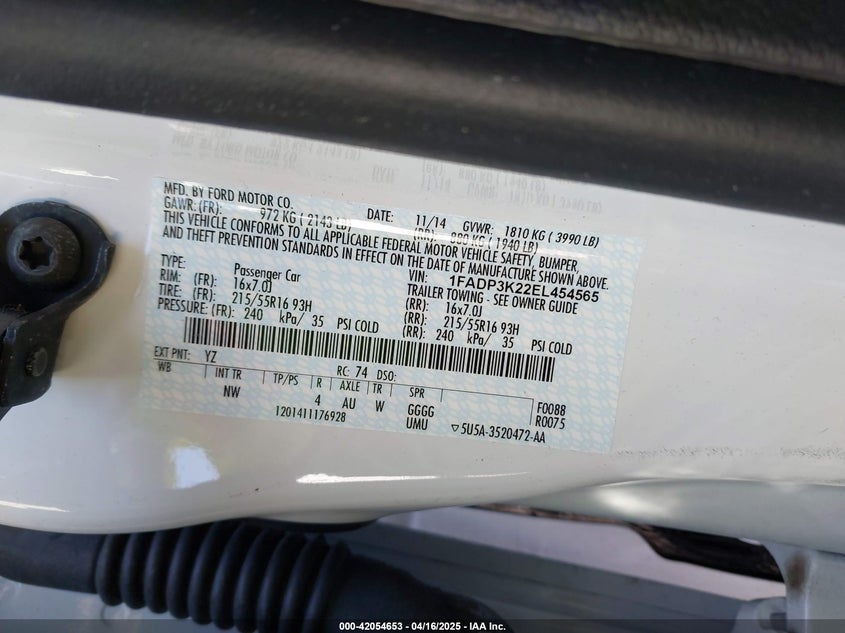 MFD. BY FORD MOTOR CO.
DATE: 11/14 GVWR: 1810 KG ( 3990 LB)
GAWR: (FR): 972 KG ( 2143 LB) (RR): 880 KG ( 1940 LB)
THIS VEHICLE CONFORMS TO ALL APPLICABLE FEDERAL MOTOR VEHICLE SAFETY, BUMPER,
AND THEFT PREVENTION STANDARDS IN EFFECT ON THE DATE OF MANUFACTURE SHOWN ABOVE.
VIN: 1FADP3K22EL454565
TYPE: Passenger Car TRAILER TOWING - SEE OWNER GUIDE
RIM: (FR): 16x7.0J (RR): 16x7.0J
TIRE: (FR): 215/55R16 93H (RR): 215/55R16 93H
PRESSURE: (FR): 240 kPa/ 35 PSI COLD (RR): 240 kPa/ 35 PSI COLD
EXT PNT: YZ RC: 74 DSO:
WB INT TR TP/PS R AXLE TR SPR
NW 4 AU W GGGG F0088
1201411176928 UMU ▽5U5A-3520472-AA R0075
000-42054653 - 04/16/2025 - IAA Inc.